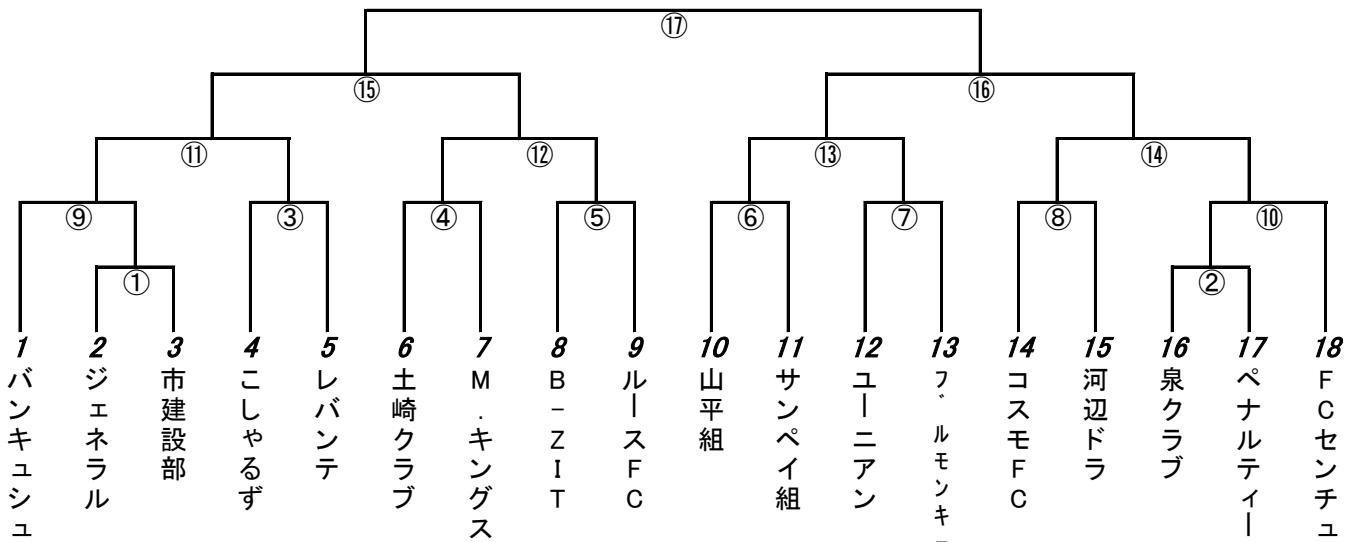 ⑰
⑮
⑯
⑪
⑫
⑬
⑭
⑨
③
④
⑤
⑥
⑦
⑧
⑩
①
②
1
2
3
4
5
6
7
8
9
10
11
12
13
14
15
16
17
18
バンキュシュ
ジェネラル
市建設部
こしゃるず
レバンテ
土崎クラブ
M.キングス
B-ZIT
ルースFC
山平組
サンペイ組
ユーニアン
ブルモンキー
コスモFC
河辺ドラ
泉クラブ
ペナルティー
FCセンチュ